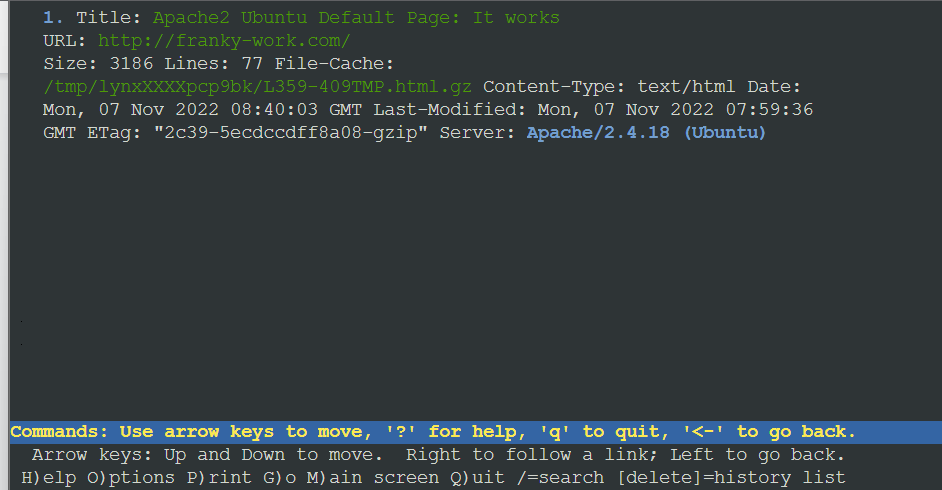 1. Title: Apache2 Ubuntu Default Page: It works
URL: http://franky-work.com/
Size: 3186 Lines: 77 File-Cache:
/tmp/lynxXXXXpcp9bk/L359-409TMP.html.gz Content-Type: text/html Date:
Mon, 07 Nov 2022 08:40:03 GMT Last-Modified: Mon, 07 Nov 2022 07:59:36
GMT ETag: "2c39-5ecdccdff8a08-gzip" Server: Apache/2.4.18 (Ubuntu)
Commands: Use arrow keys to move, '?' for help, 'q' to quit, '<-' to go back.
Arrow keys: Up and Down to move.  Right to follow a link; Left to go back.
H)elp O)ptions P)rint G)o M)ain screen Q)uit /=search [delete]=history list